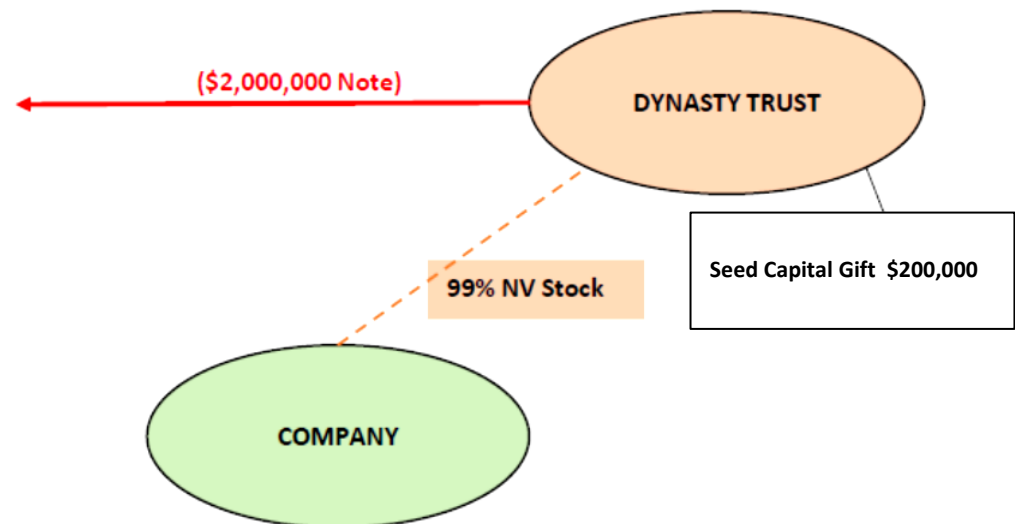 ($2,000,000 Note)
DYNASTY TRUST
Seed Capital Gift $200,000
99% NV Stock
COMPANY